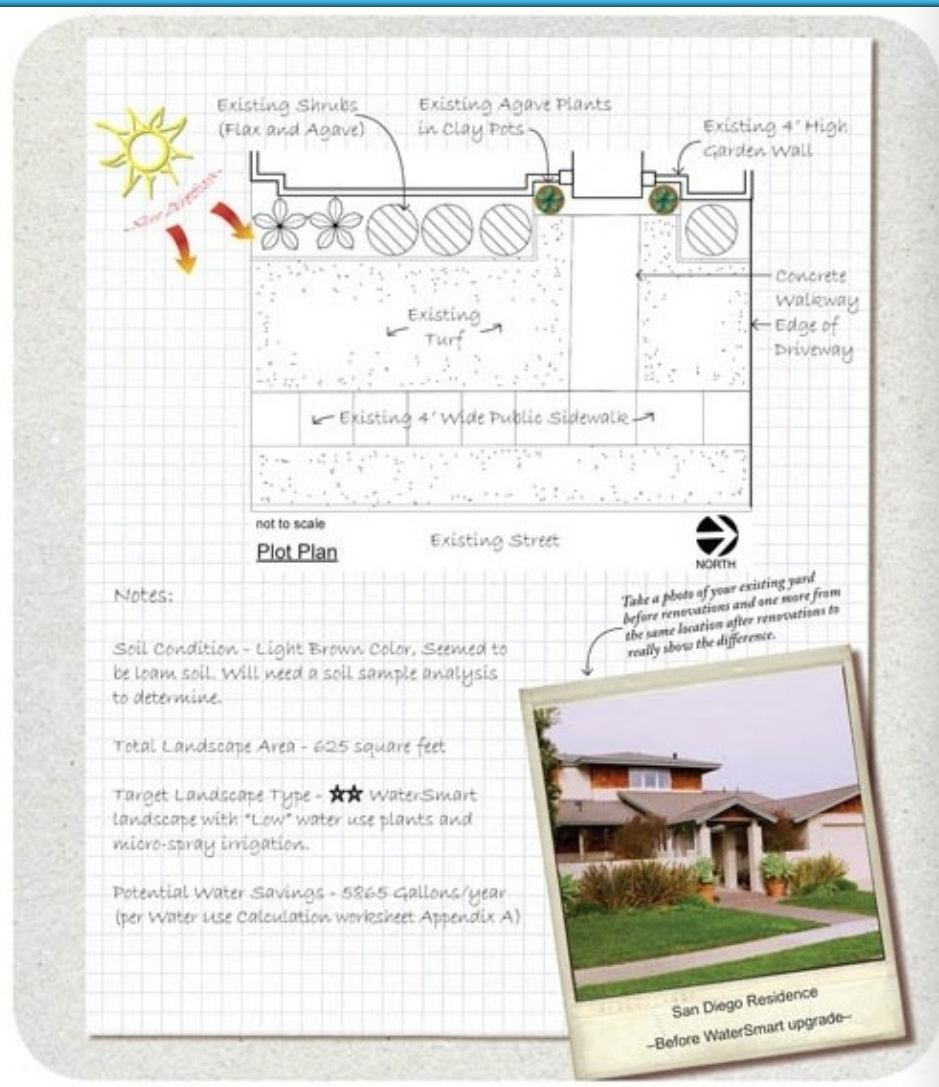 Existing Shrubs
(Flax and Agave)
Existing Agave Plants
in Clay Pots
Existing 4" High
Garden Wall
Sun Direction
Concrete
Walkway
Edge of
Driveway
Existing
Turf
Existing 4' Wide Public Sidewalk
not to scale
Plot Plan
Existing Street
NORTH
Notes:
Take a photo of your existing yard
before renovations and one more from
the same location after renovations to
really show the difference.
Soil Condition - Light Brown Color, Seemed to
be loam soil. Will need a soil sample analysis
to determine.
Total Landscape Area - 625 square feet
Target Landscape Type - ★★ WaterSmart
landscape with "Low" water use plants and
micro-spray irrigation.
Potential Water Savings - 5865 Gallons/year
(per Water Use Calculation worksheet Appendix A)
San Diego Residence
–Before WaterSmart upgrade–